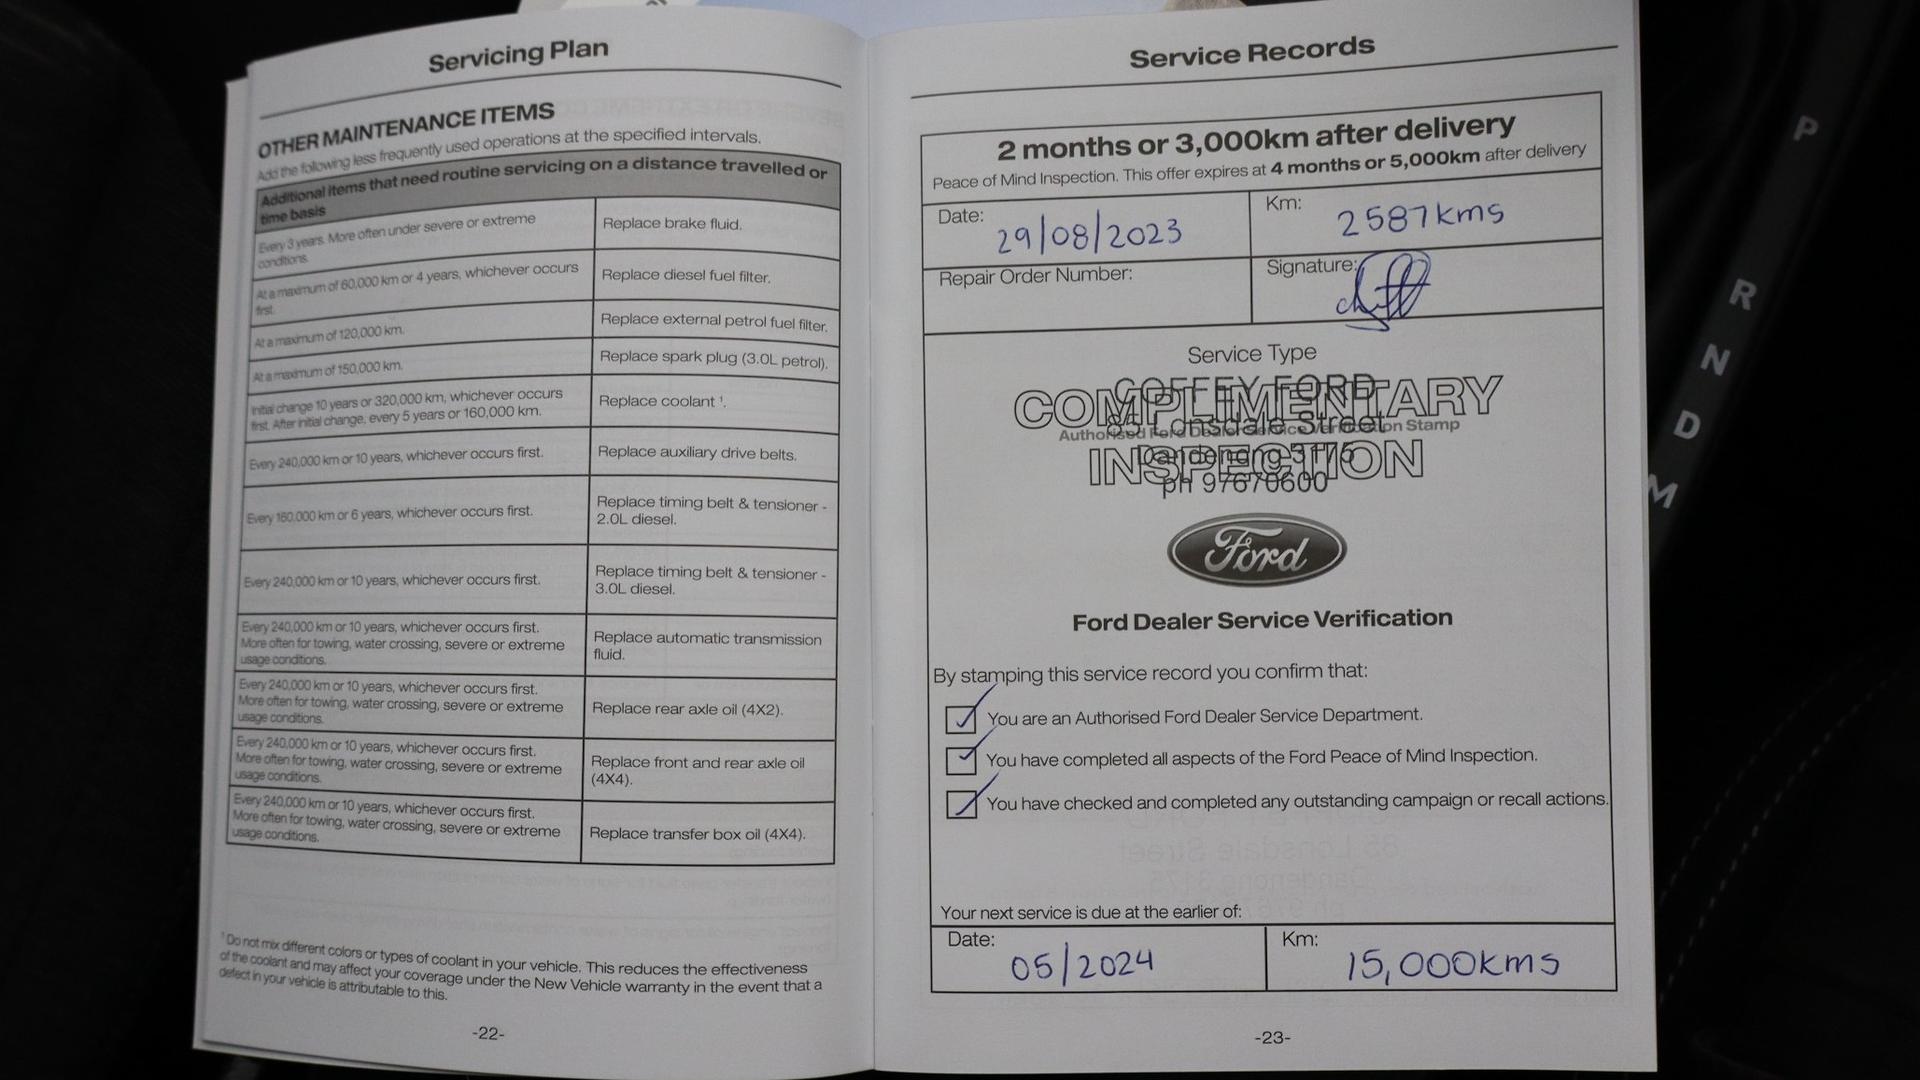 Servicing Plan
OTHER MAINTENANCE ITEMS
Add the following less frequently used operations at the specified intervals.
Additional items that need routine servicing on a distance travelled or
time basis
Every 3 years. More often under severe or extreme
conditions.
Replace brake fluid.
At a maximum of 60,000 km or 4 years, whichever occurs
first.
Replace diesel fuel filter.
At a maximum of 120,000 km.
Replace external petrol fuel filter.
At a maximum of 150,000 km.
Replace spark plug (3.0L petrol).
Initial change 10 years or 320,000 km, whichever occurs
first. After initial change, every 5 years or 160,000 km.
Replace coolant ¹.
Every 240,000 km or 10 years, whichever occurs first.
Replace auxiliary drive belts.
Every 160,000 km or 6 years, whichever occurs first.
Replace timing belt & tensioner -
2.0L diesel.
Every 240,000 km or 10 years, whichever occurs first.
Replace timing belt & tensioner -
3.0L diesel.
Every 240,000 km or 10 years, whichever occurs first.
More often for towing, water crossing, severe or extreme
usage conditions.
Replace automatic transmission
fluid.
Every 240,000 km or 10 years, whichever occurs first.
More often for towing, water crossing, severe or extreme
usage conditions.
Replace rear axle oil (4X2).
Every 240,000 km or 10 years, whichever occurs first.
More often for towing, water crossing, severe or extreme
usage conditions.
Replace front and rear axle oil
(4X4).
Every 240,000 km or 10 years, whichever occurs first.
More often for towing, water crossing, severe or extreme
usage conditions.
Replace transfer box oil (4X4).
¹ Do not mix different colors or types of coolant in your vehicle. This reduces the effectiveness
of the coolant and may affect your coverage under the New Vehicle warranty in the event that a
defect in your vehicle is attributable to this.
-22-
Service Records
2 months or 3,000km after delivery
Peace of Mind Inspection. This offer expires at 4 months or 5,000km after delivery
Date: 29/08/2023
Km: 2587kms
Repair Order Number:
Signature:
Service Type
COFFEY FORD
COMPLIMENTARY
85 Lonsdale Street
Authorised Ford Dealer Service Verification Stamp
Dandenong 3175
INSPECTION
ph 97670600
Ford
Ford Dealer Service Verification
By stamping this service record you confirm that:
You are an Authorised Ford Dealer Service Department.
You have completed all aspects of the Ford Peace of Mind Inspection.
You have checked and completed any outstanding campaign or recall actions.
Your next service is due at the earlier of:
Date: 05/2024
Km: 15,000kms
-23-
P
R
N
D
M